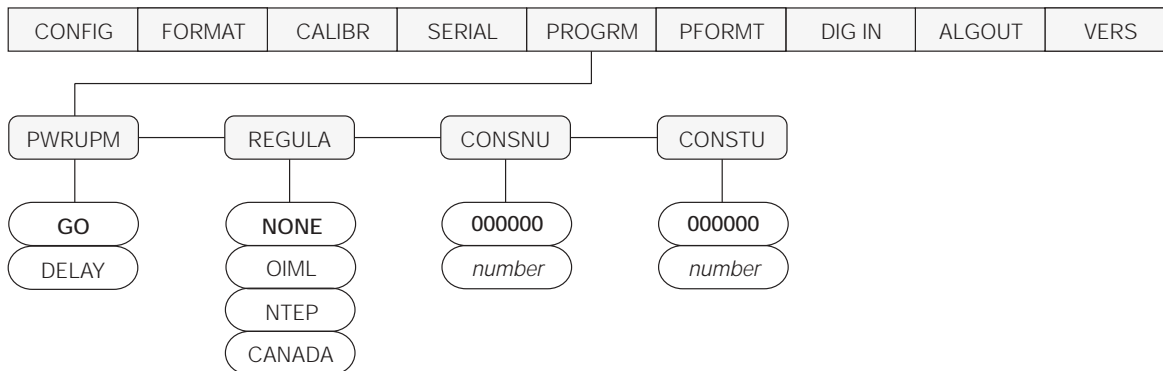 CONFIG FORMAT CALIBR SERIAL PROGRM PFORMT DIG IN ALGOUT VERS
PWRUPM REGULA CONSNU CONSTU
GO NONE 000000 000000
DELAY OIML number number
NTEP
CANADA